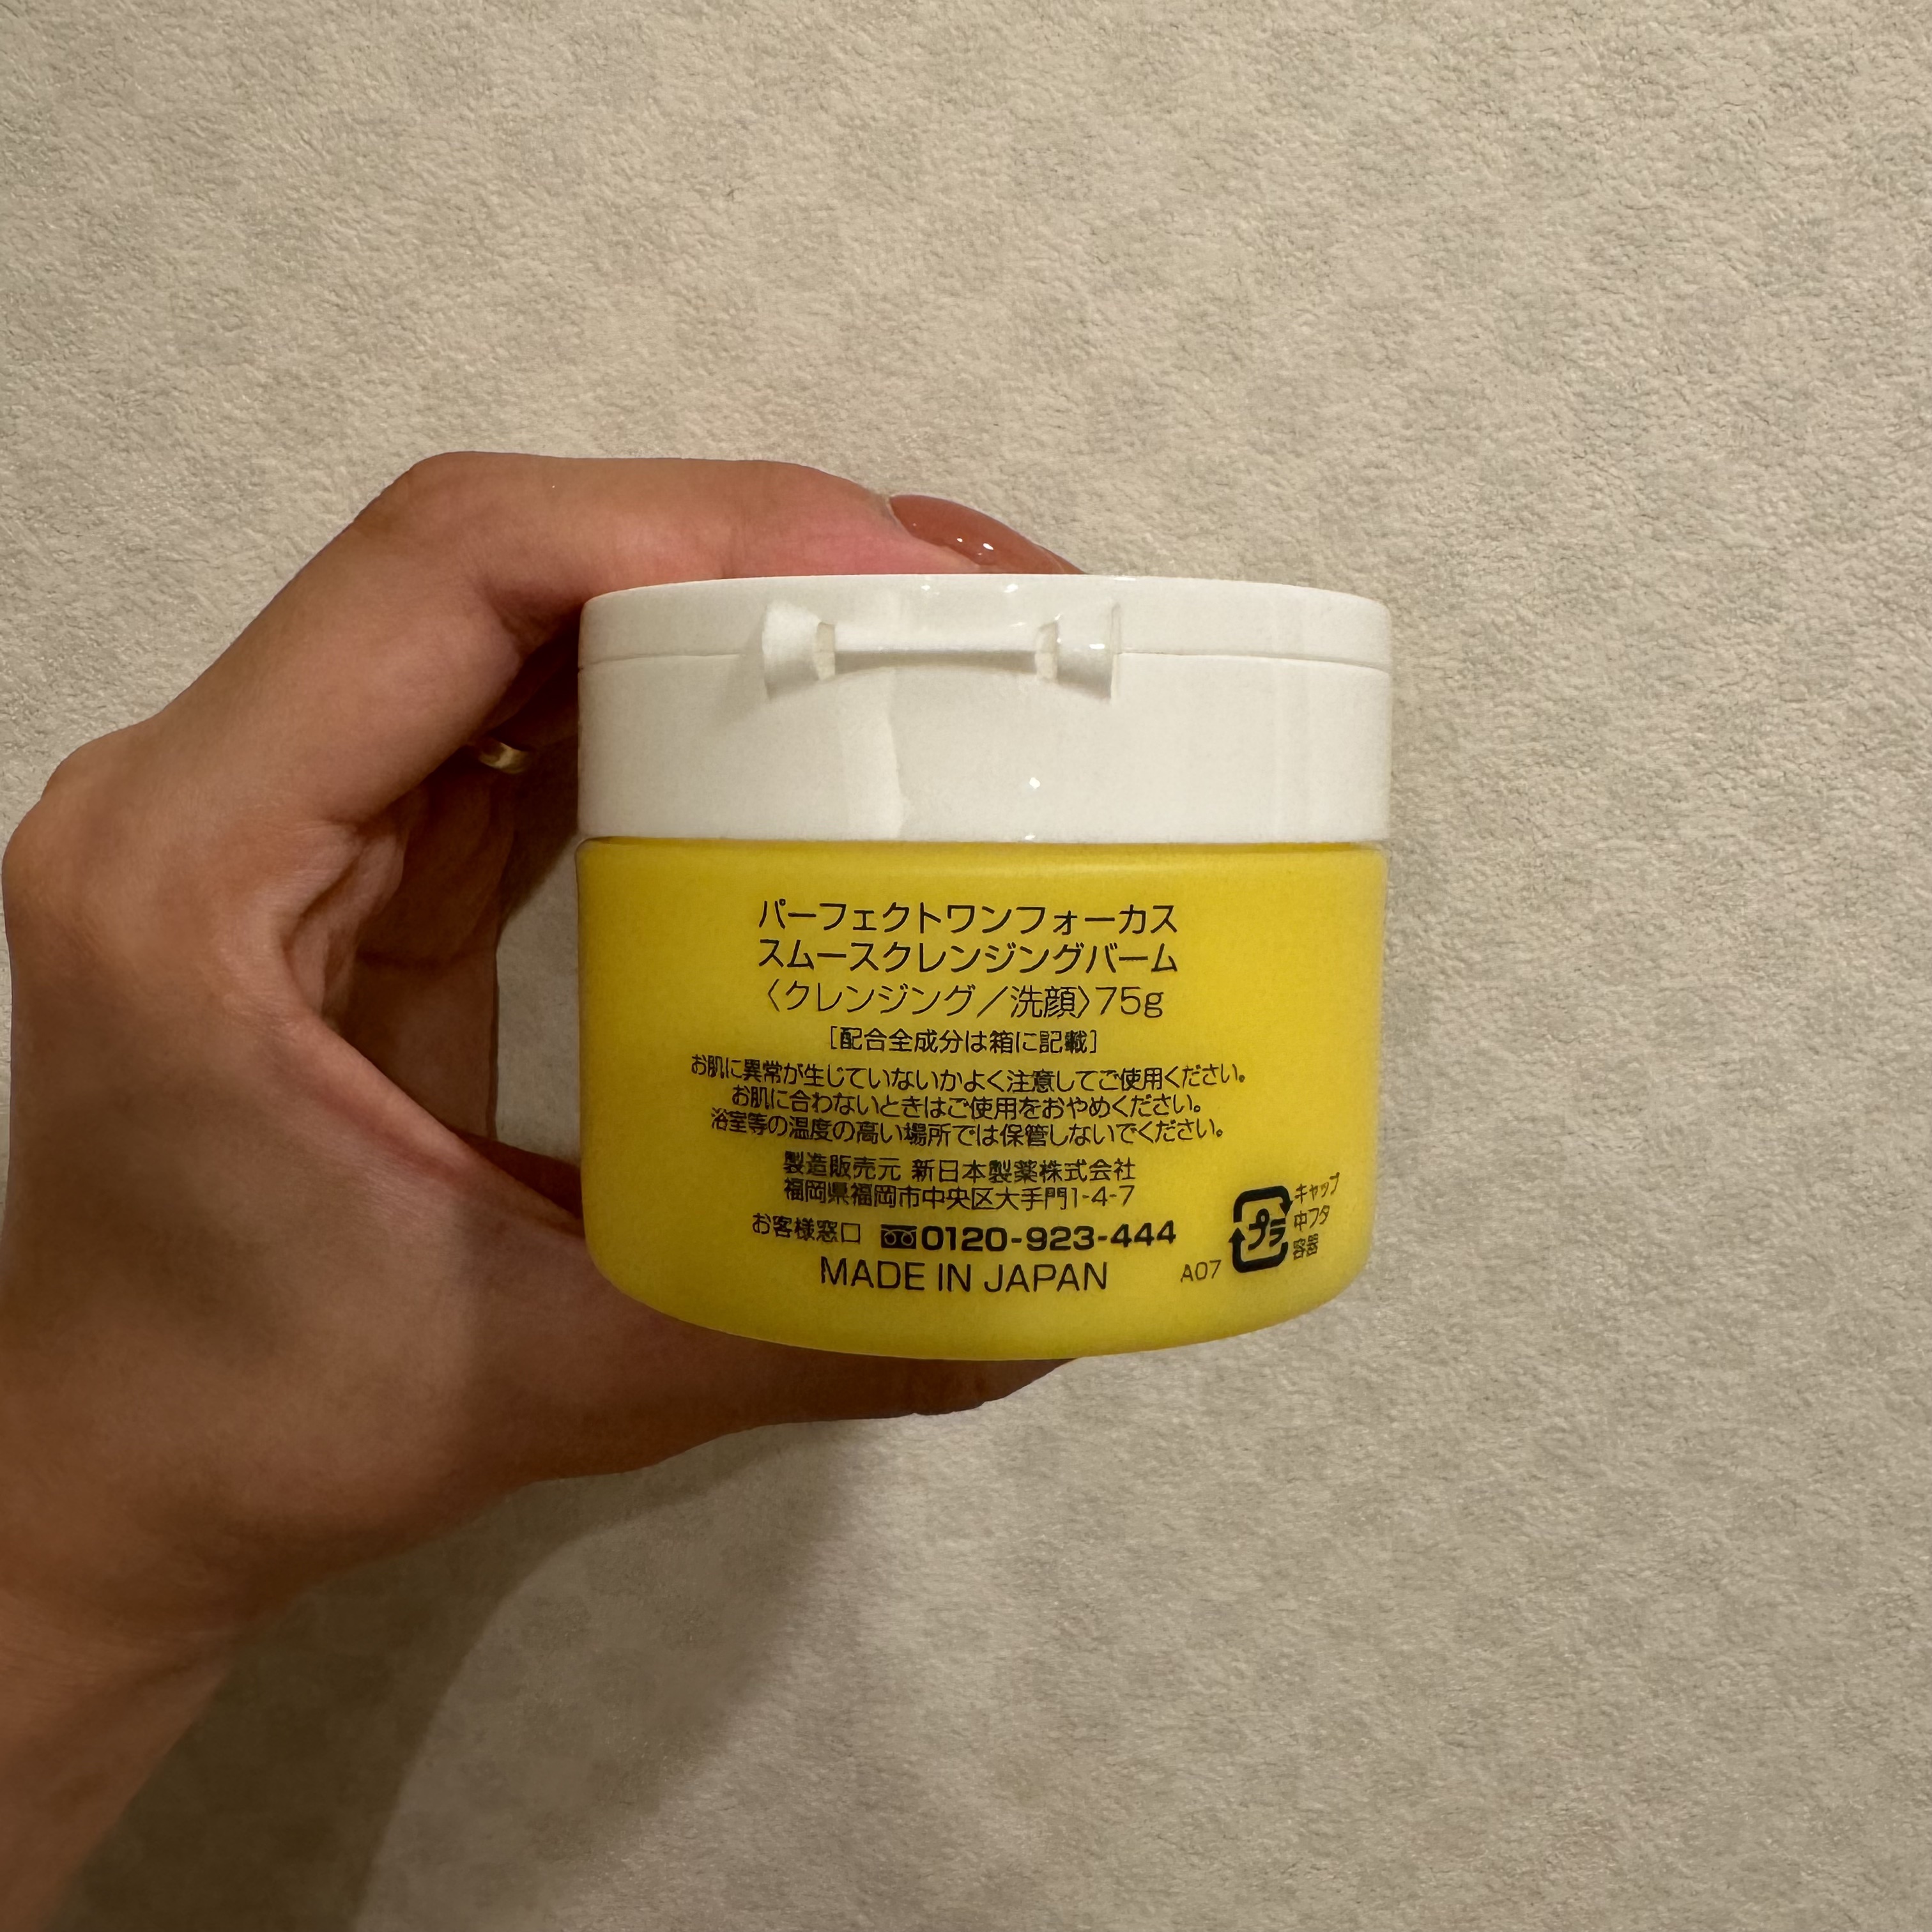 パーフェクトワンフォーカス
スムースクレンジングバーム
〈クレンジング／洗顔〉75g
［配合全成分は箱に記載］
お肌に異常が生じていないかよく注意してご使用ください。
お肌に合わないときはご使用をおやめください。
浴室等の温度の高い場所では保管しないでください。
製造販売元 新日本製薬株式会社
福岡県福岡市中央区大手門1-4-7
お客様窓口 0120-923-444
MADE IN JAPAN
A07
プラ
キャップ
中フタ
容器